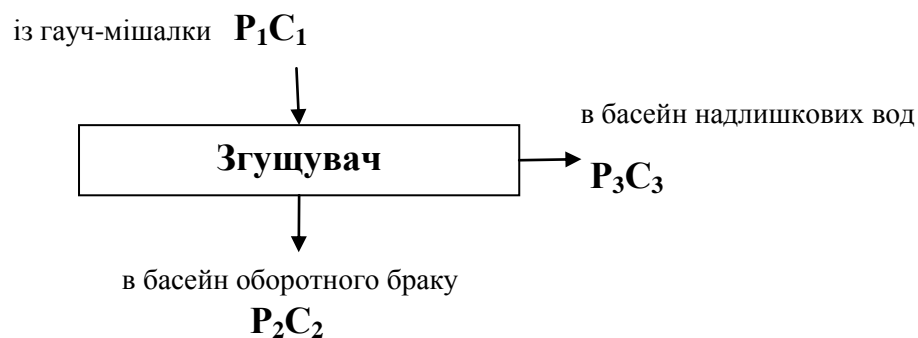 із гауч-мішалки P₁C₁
в басейн надлишкових вод
Згущувач
P₃C₃
в басейн оборотного браку
P₂C₂